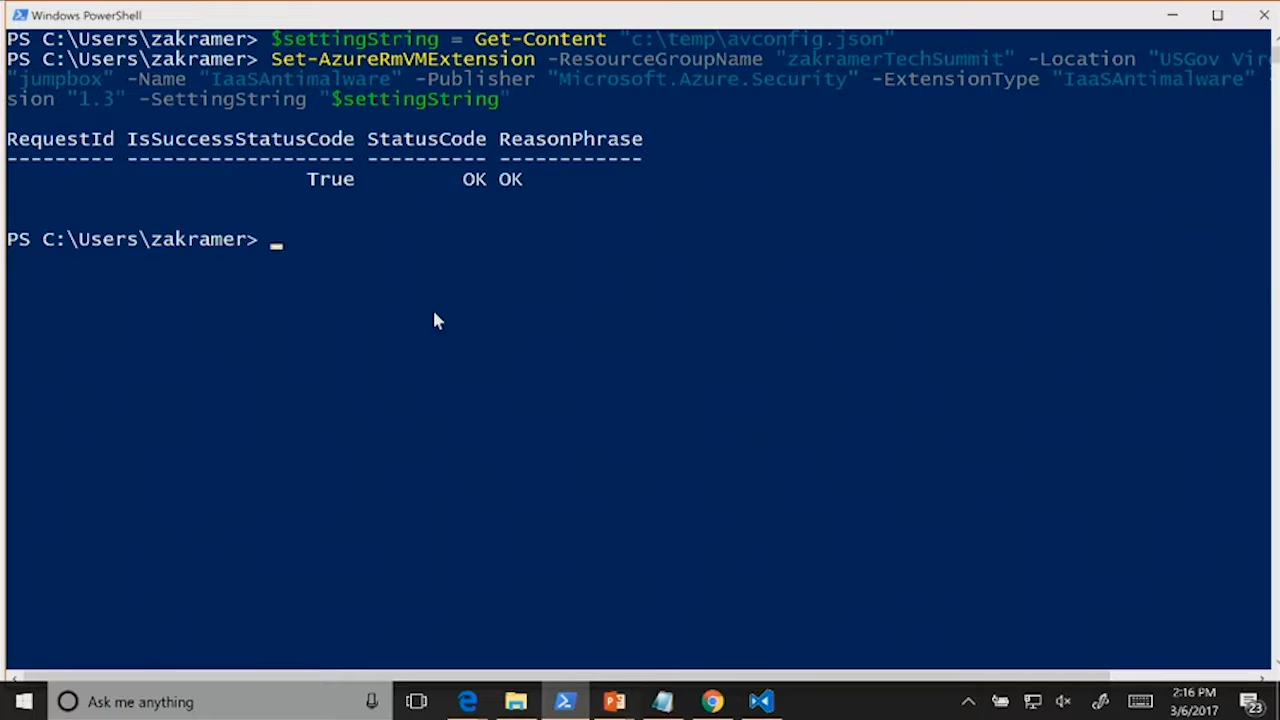 Windows PowerShell
PS C:\Users\zakramer> $settingString = Get-Content "c:\temp\avconfig.json"
PS C:\Users\zakramer> Set-AzureRmVMExtension -ResourceGroupName "zakramerTechSummit" -Location "USGov Virg
"jumpbox" -Name "IaaSAntimalware" -Publisher "Microsoft.Azure.Security" -ExtensionType "IaaSAntimalware"
sion "1.3" -SettingString "$settingString"
RequestId IsSuccessStatusCode StatusCode ReasonPhrase
--------- ------------------- ---------- ------------
True OK OK
PS C:\Users\zakramer>
Ask me anything
2:16 PM
3/6/2017
23